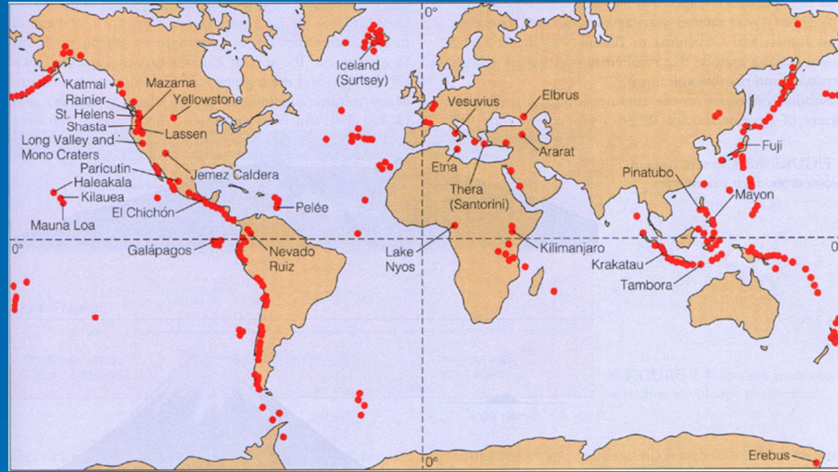 0°
Iceland
(Surtsey)
Katmai
Mazama
Rainier
Yellowstone
St. Helens
Shasta
Lassen
Long Valley and
Mono Craters
Paricutin
Jemez Caldera
Haleakala
Kilauea
El Chichón
Mauna Loa
Pelée
Vesuvius
Elbrus
Etna
Ararat
Thera
(Santorini)
Fuji
Pinatubo
Mayon
0°
Galápagos
Nevado
Ruiz
Lake
Nyos
Kilimanjaro
Krakatau
Tambora
0
Erebus
0°